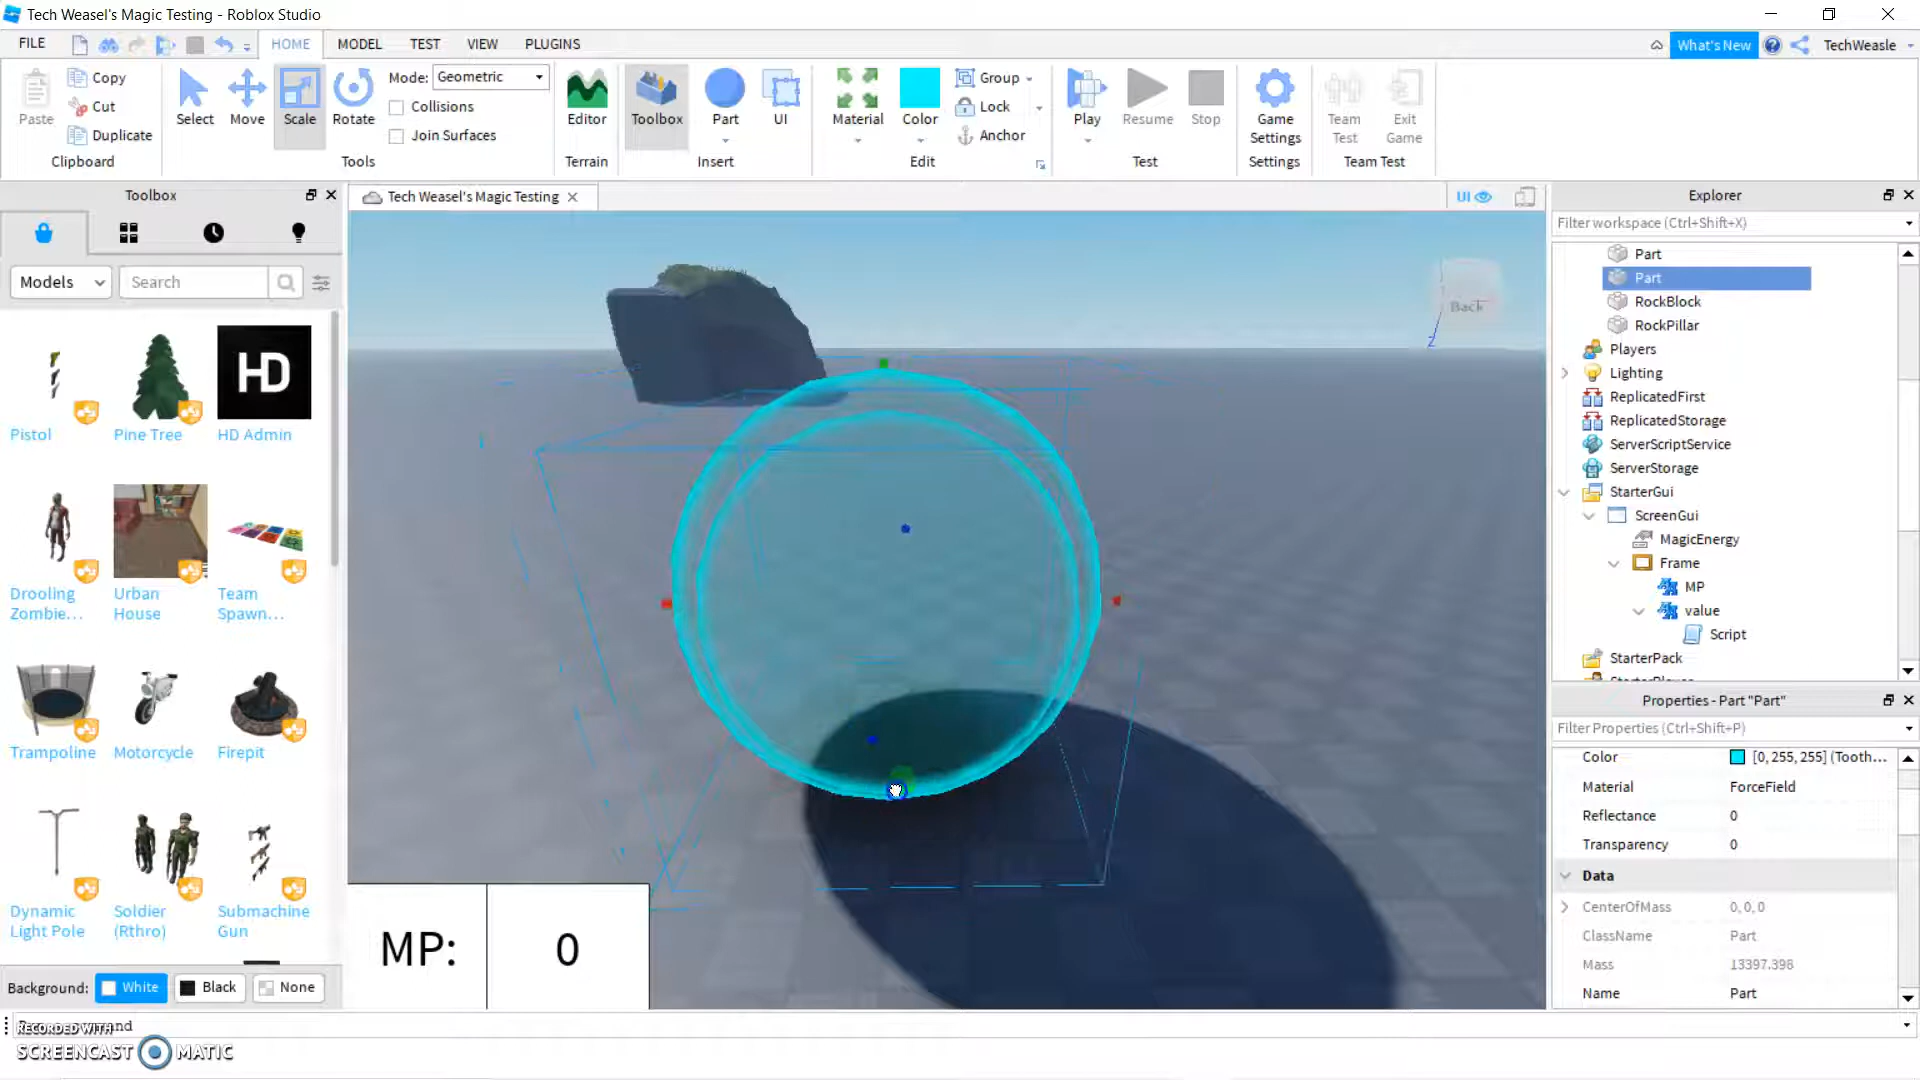 Tech Weasel's Magic Testing - Roblox Studio
FILE HOME MODEL TEST VIEW PLUGINS What's New TechWeasle
Paste Copy Cut Duplicate Clipboard
Select Move Scale Rotate Mode: Geometric Collisions Join Surfaces Tools
Editor Terrain
Toolbox Part UI Insert
Material Color Group Lock Anchor Edit
Play Resume Stop Test
Game Settings Settings
Team Test Exit Game Team Test
Toolbox
Models Search
Pistol Pine Tree HD Admin
HD
Drooling Zombie... Urban House Team Spawn...
Trampoline Motorcycle Firepit
Dynamic Light Pole Soldier (Rthro) Submachine Gun
Background: White Black None
Tech Weasel's Magic Testing
UI
Back
Z
MP: 0
Explorer
Filter workspace (Ctrl+Shift+X)
Part
Part
RockBlock
RockPillar
Players
Lighting
ReplicatedFirst
ReplicatedStorage
ServerScriptService
ServerStorage
StarterGui
ScreenGui
MagicEnergy
Frame
MP
value
Script
StarterPack
Properties - Part "Part"
Filter Properties (Ctrl+Shift+P)
Color [0, 255, 255] (Tooth...
Material ForceField
Reflectance 0
Transparency 0
Data
CenterOfMass 0, 0, 0
ClassName Part
Mass 13397.398
Name Part
RECORDED WITH
SCREENCAST MATIC